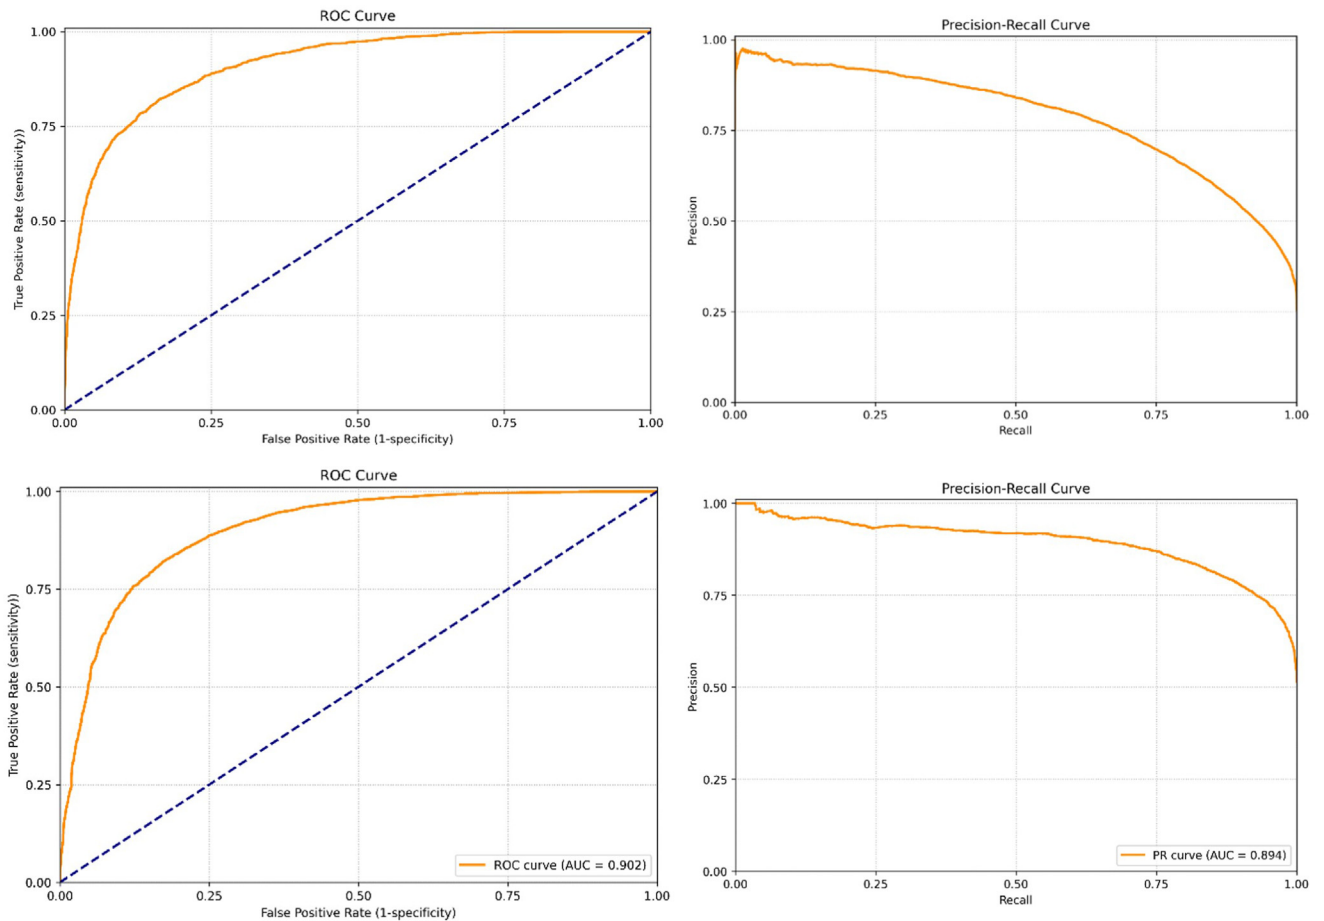 ROC Curve
1.00
0.75
0.50
0.25
0.00
True Positive Rate (sensitivity))
0.00 0.25 0.50 0.75 1.00
False Positive Rate (1-specificity)
Precision-Recall Curve
1.00
0.75
0.50
0.25
0.00
Precision
0.00 0.25 0.50 0.75 1.00
Recall
ROC Curve
1.00
0.75
0.50
0.25
0.00
True Positive Rate (sensitivity))
ROC curve (AUC = 0.902)
0.00 0.25 0.50 0.75 1.00
False Positive Rate (1-specificity)
Precision-Recall Curve
1.00
0.75
0.50
0.25
0.00
Precision
PR curve (AUC = 0.894)
0.00 0.25 0.50 0.75 1.00
Recall